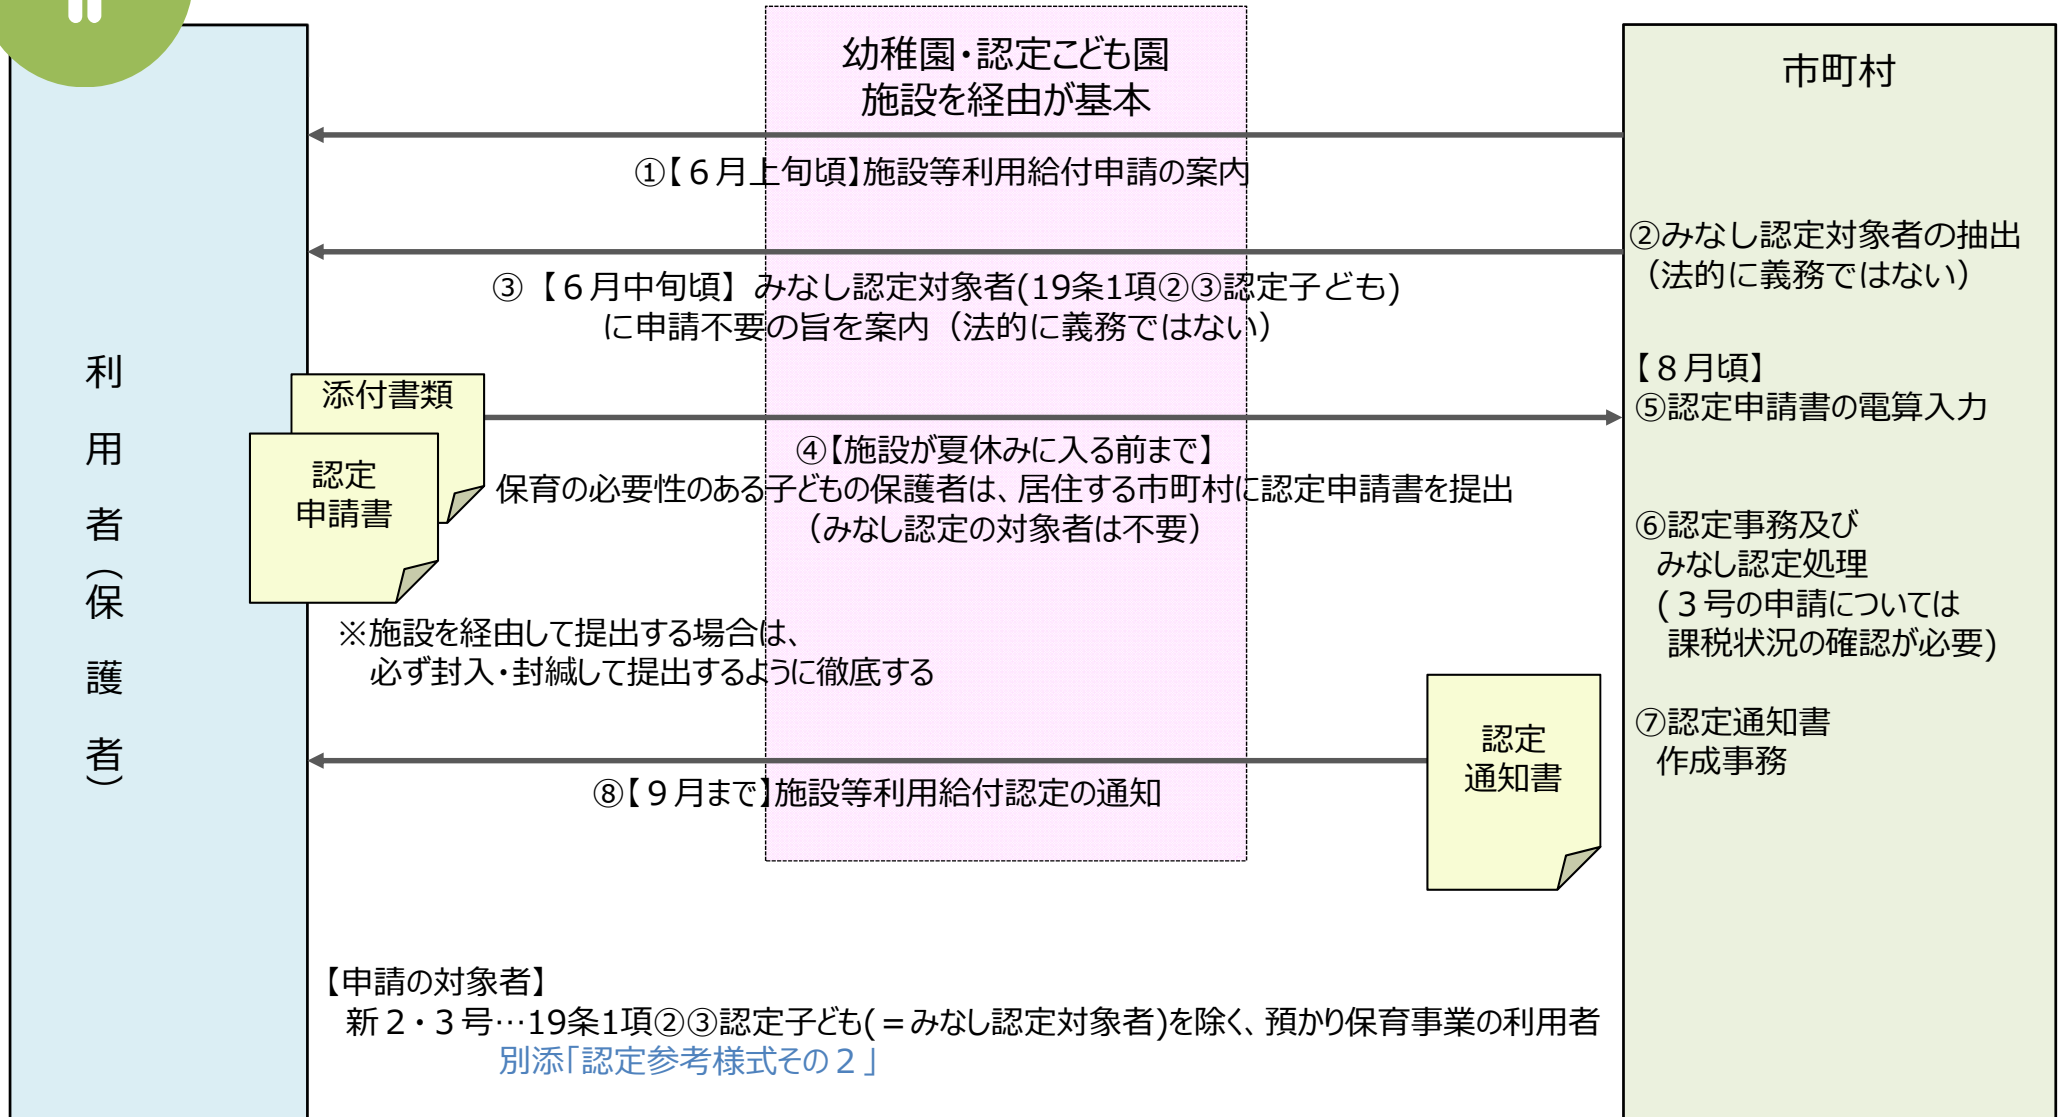 幼稚園・認定こども園
施設を経由が基本
市町村
①【６月上旬頃】施設等利用給付申請の案内
②みなし認定対象者の抽出
（法的に義務ではない）
③【６月中旬頃】みなし認定対象者(19条1項②③認定子ども)
に申請不要の旨を案内（法的に義務ではない）
利用者（保護者）
添付書類
認定
申請書
④【施設が夏休みに入る前まで】
保育の必要性のある子どもの保護者は、居住する市町村に認定申請書を提出
（みなし認定の対象者は不要）
※施設を経由して提出する場合は、
必ず封入・封緘して提出するように徹底する
【８月頃】
⑤認定申請書の電算入力
⑥認定事務及び
みなし認定処理
(３号の申請については
課税状況の確認が必要)
⑦認定通知書
作成事務
認定
通知書
⑧【９月まで】施設等利用給付認定の通知
【申請の対象者】
新２・３号…19条1項②③認定子ども(＝みなし認定対象者)を除く、預かり保育事業の利用者
別添「認定参考様式その２」